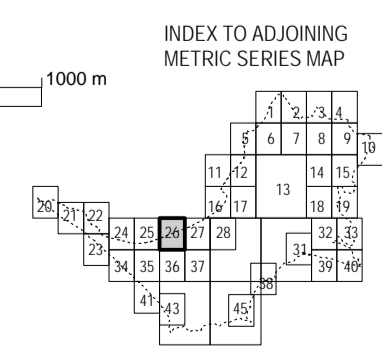 INDEX TO ADJOINING
METRIC SERIES MAP
1000 m
1 2 3 4
5 6 7 8 9 10
11 12 13 14 15
16 17 18 19
20 21 22
23 24 25 26 27 28 31 32 33
34 35 36 37 38 39 40
41 43 45